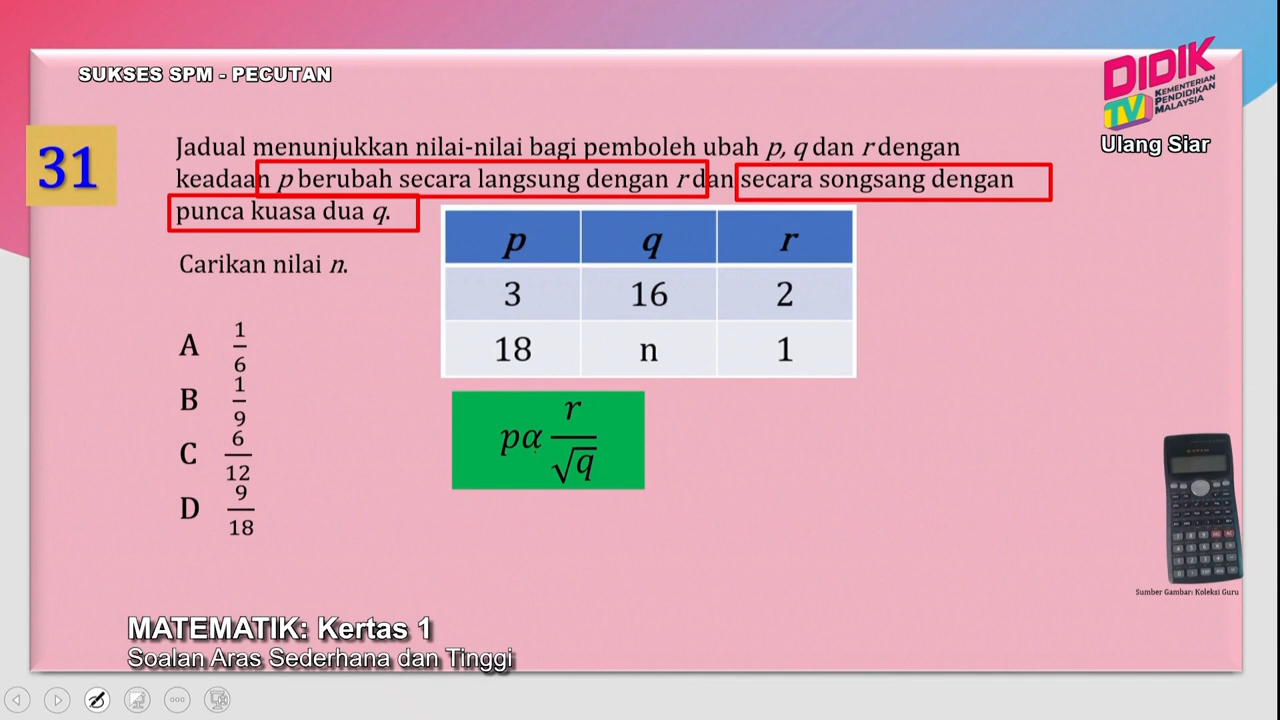 SUKSES SPM - PECUTAN
DIDIK
TV
KEMENTERIAN
PENDIDIKAN
MALAYSIA
Ulang Siar
31
Jadual menunjukkan nilai-nilai bagi pemboleh ubah p, q dan r dengan
keadaan p berubah secara langsung dengan r dan secara songsang dengan
punca kuasa dua q.
Carikan nilai n.
p q r
3 16 2
18 n 1
A 1/6
B 1/9
C 6/12
D 9/18
pα r/√q
Sumber Gambar: Koleksi Guru
MATEMATIK: Kertas 1
Soalan Aras Sederhana dan Tinggi